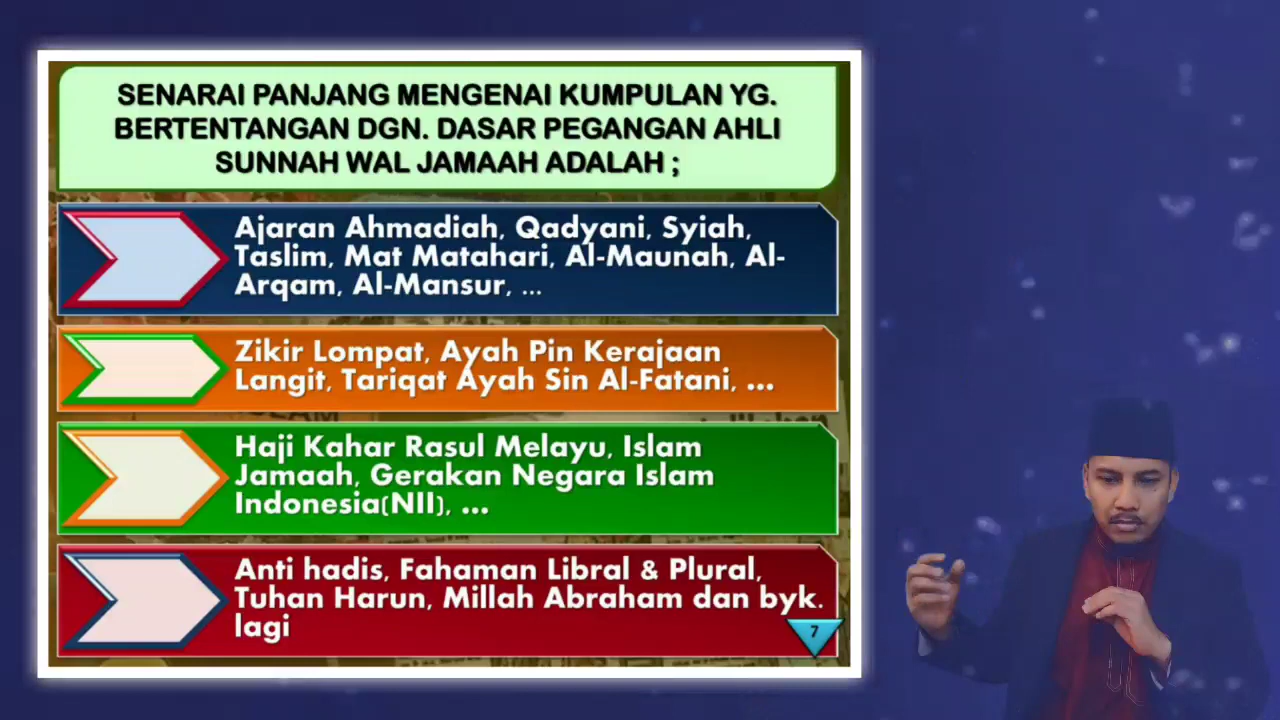 SENARAI PANJANG MENGENAI KUMPULAN YG.
BERTENTANGAN DGN. DASAR PEGANGAN AHLI
SUNNAH WAL JAMAAH ADALAH ;
Ajaran Ahmadiah, Qadyani, Syiah,
Taslim, Mat Matahari, Al-Maunah, Al-
Arqam, Al-Mansur, ...
Zikir Lompat, Ayah Pin Kerajaan
Langit, Tariqat Ayah Sin Al-Fatani, ...
Haji Kahar Rasul Melayu, Islam
Jamaah, Gerakan Negara Islam
Indonesia(NII), ...
Anti hadis, Fahaman Libral & Plural,
Tuhan Harun, Millah Abraham dan byk.
lagi
7